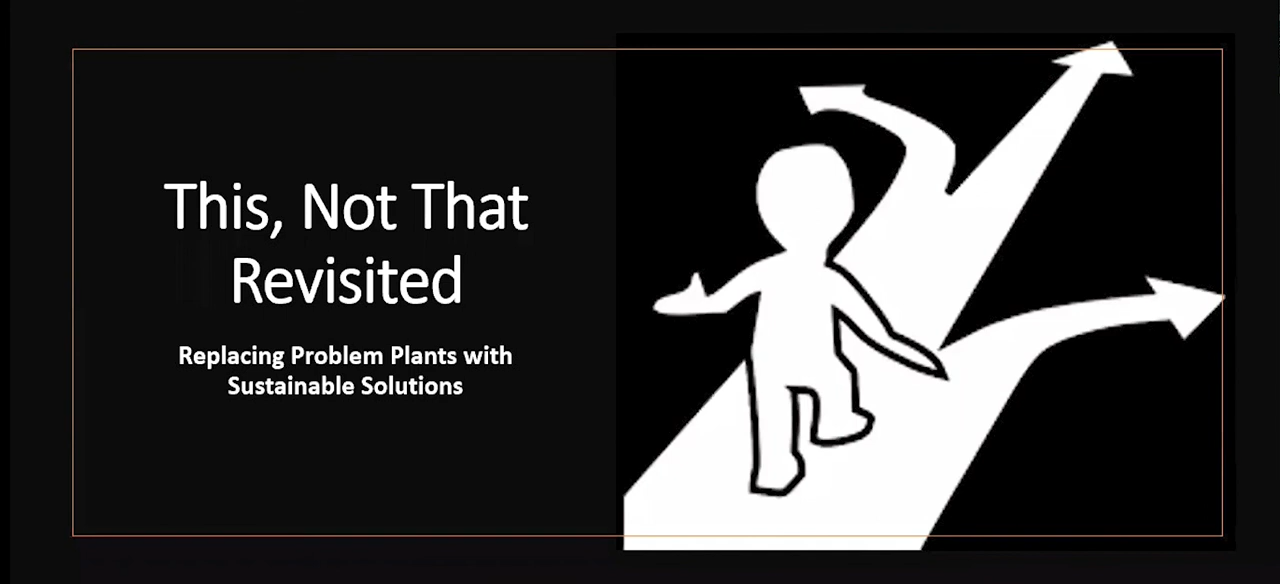 This, Not That
Revisited
Replacing Problem Plants with
Sustainable Solutions